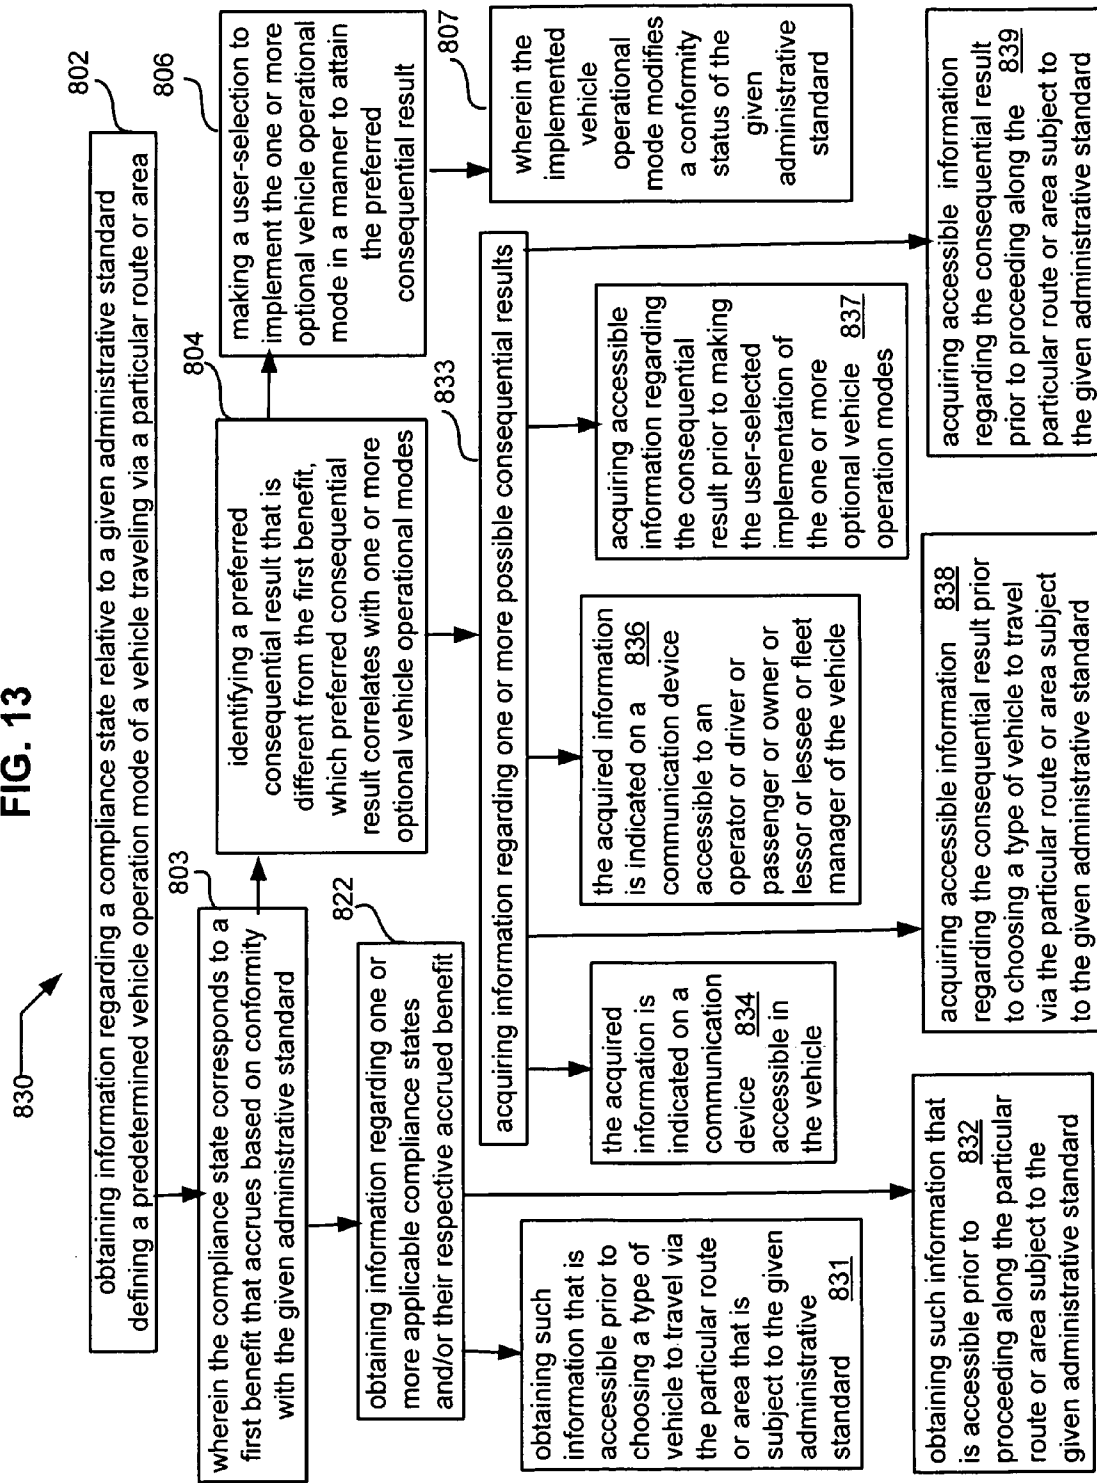 FIG. 13
830
802
obtaining information regarding a compliance state relative to a given administrative standard
defining a predetermined vehicle operation mode of a vehicle traveling via a particular route or area
803
wherein the compliance state corresponds to a
first benefit that accrues based on conformity
with the given administrative standard
804
identifying a preferred
consequential result that is
different from the first benefit,
which preferred consequential
result correlates with one or more
optional vehicle operational modes
806
making a user-selection to
implement the one or more
optional vehicle operational
mode in a manner to attain
the preferred
consequential result
807
wherein the
implemented
vehicle
operational
mode modifies
a conformity
status of the
given
administrative
standard
822
obtaining information regarding one or
more applicable compliance states
and/or their respective accrued benefit
833
acquiring information regarding one or more possible consequential results
obtaining such
information that is
accessible prior to
choosing a type of
vehicle to travel via
the particular route
or area that is
subject to the given
administrative
standard 831
the acquired
information is
indicated on a
communication
device 834
accessible in
the vehicle
the acquired information
is indicated on a 836
communication device
accessible to an
operator or driver or
passenger or owner or
lessor or lessee or fleet
manager of the vehicle
acquiring accessible
information regarding
the consequential
result prior to making
the user-selected
implementation of
the one or more 837
optional vehicle
operation modes
obtaining such information that
is accessible prior to 832
proceeding along the particular
route or area subject to the
given administrative standard
acquiring accessible information
regarding the 838
consequential result prior
to choosing a type of vehicle to travel
via the particular route or area subject
to the given administrative standard
acquiring accessible information
regarding the consequential result
prior to proceeding along the 839
particular route or area subject to
the given administrative standard